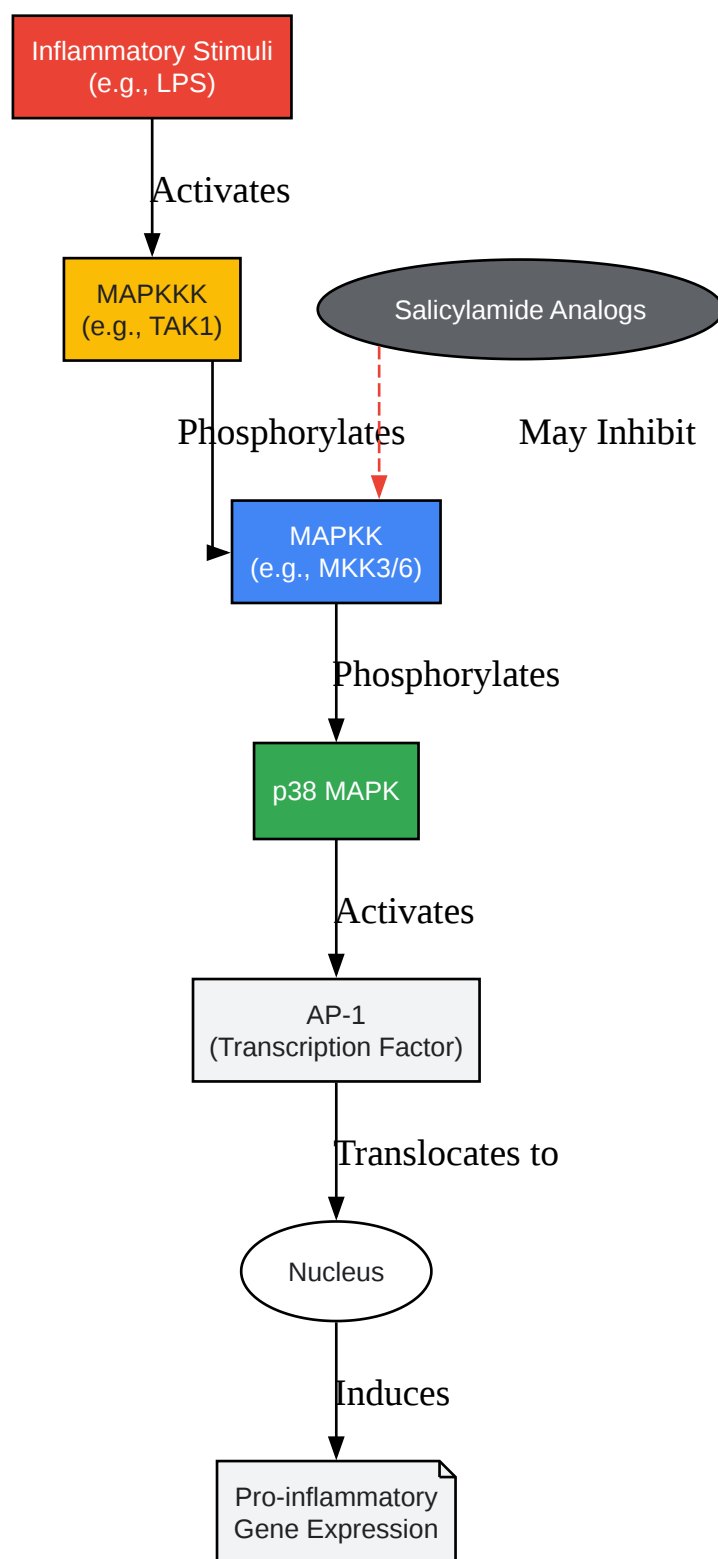 Inflammatory Stimuli
(e.g., LPS)
Activates
MAPKKK
(e.g., TAK1)
Salicylamide Analogs
Phosphorylates
May Inhibit
MAPKK
(e.g., MKK3/6)
Phosphorylates
p38 MAPK
Activates
AP-1
(Transcription Factor)
Translocates to
Nucleus
Induces
Pro-inflammatory
Gene Expression